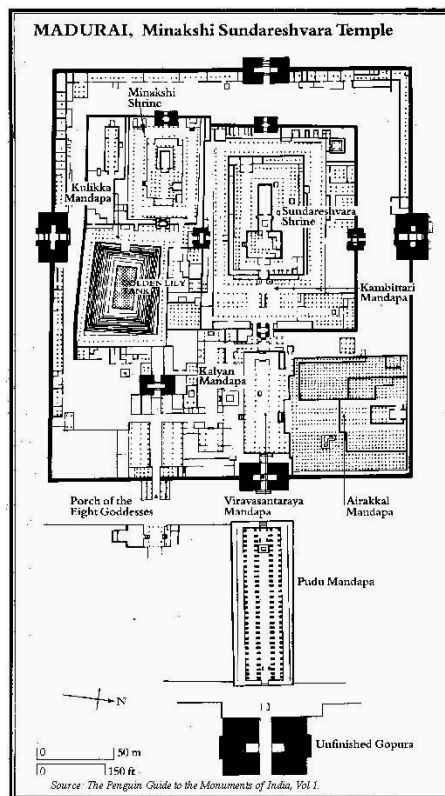 MADURAI, Minakshi Sundareshvara Temple
Minakshi
Shrine
Kulikka
Mandapa
Sundareshvara
Shrine
GOLDEN LILY
TANK
Kambittari
Mandapa
Kalyan
Mandapa
Porch of the
Eight Goddesses
Viravasantaraya
Mandapa
Airakkal
Mandapa
Pudu Mandapa
N
Unfinished Gopura
0 50 m
0 150 ft
Source: The Penguin Guide to the Monuments of India, Vol 1.